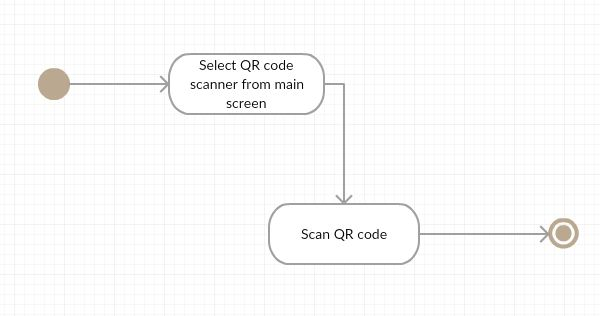 Select QR code
scanner from main
screen
Scan QR code